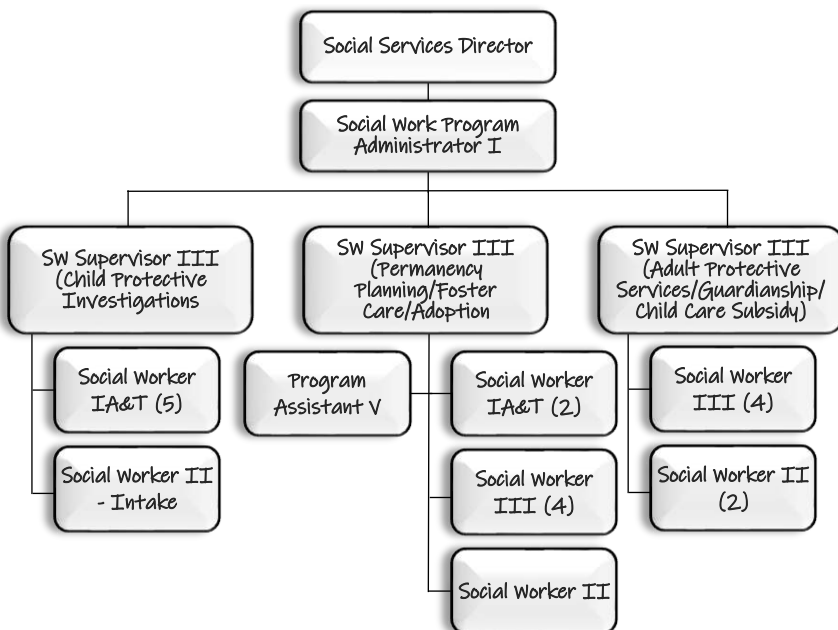 Social Services Director
Social Work Program
Administrator I
SW Supervisor III
(Child Protective
Investigations
SW Supervisor III
(Permanency
Planning/Foster
Care/Adoption
SW Supervisor III
(Adult Protective
Services/Guardianship/
Child Care Subsidy)
Social Worker
IA&T (5)
Social Worker II
- Intake
Program
Assistant V
Social Worker
IA&T (2)
Social Worker
III (4)
Social Worker II
Social Worker
III (4)
Social Worker II
(2)